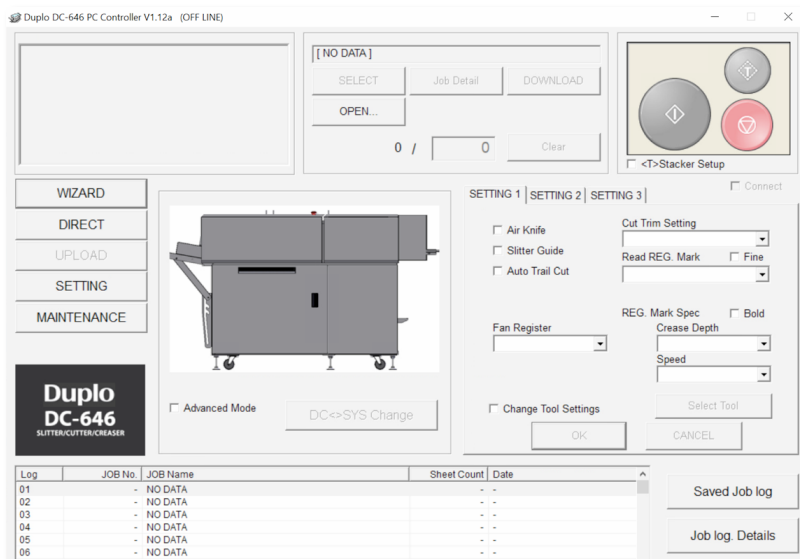 Duplo DC-646 PC Controller V1.12a (OFF LINE)
[ NO DATA ]
SELECT Job Detail DOWNLOAD
OPEN...
0 / 0 Clear
<T>Stacker Setup
Connect
WIZARD
DIRECT
UPLOAD
SETTING
MAINTENANCE
Duplo
DC-646
SLITTER/CUTTER/CREASER
Advanced Mode
DC<>SYS Change
SETTING 1 SETTING 2 SETTING 3
Air Knife
Slitter Guide
Auto Trail Cut
Cut Trim Setting
Read REG. Mark Fine
REG. Mark Spec Bold
Fan Register
Crease Depth
Speed
Change Tool Settings
Select Tool
OK CANCEL
Log JOB No. JOB Name Sheet Count Date
01 - NO DATA - -
02 - NO DATA - -
03 - NO DATA - -
04 - NO DATA - -
05 - NO DATA - -
06 - NO DATA - -
Saved Job log
Job log. Details